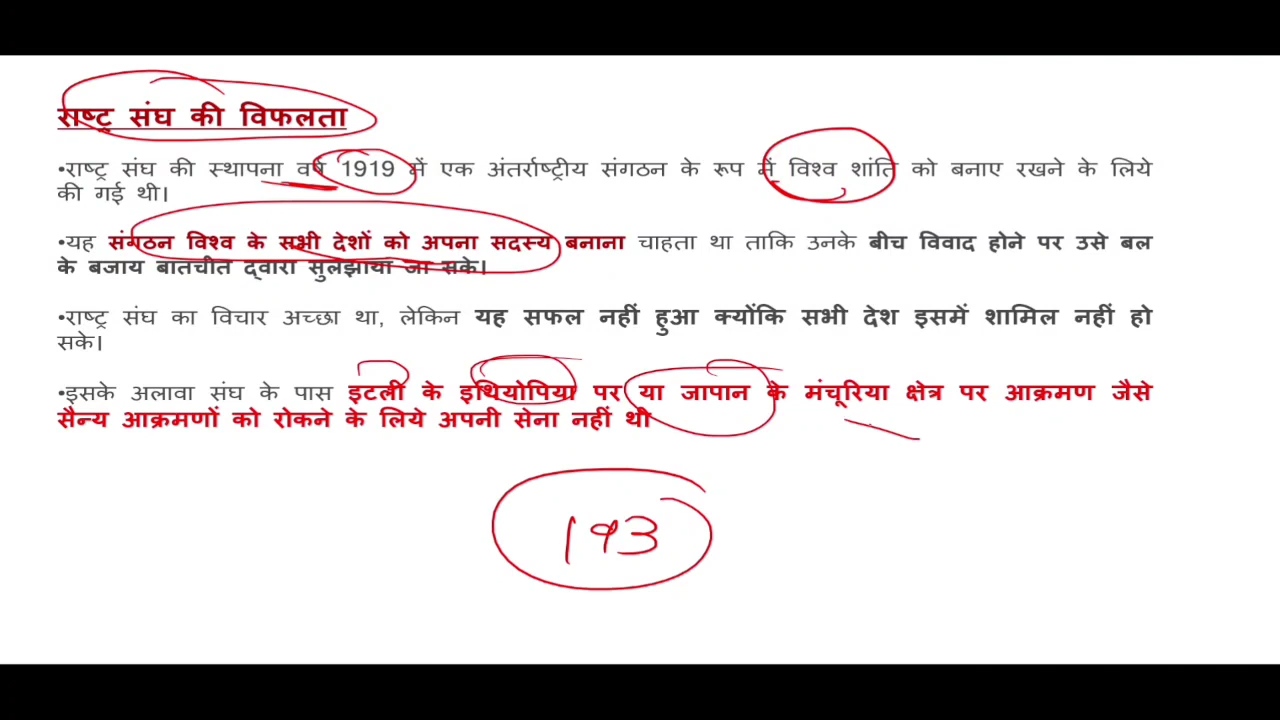 राष्ट्र संघ की विफलता
•राष्ट्र संघ की स्थापना वर्ष 1919 में एक अंतर्राष्ट्रीय संगठन के रूप में विश्व शांति को बनाए रखने के लिये
की गई थी।
•यह संगठन विश्व के सभी देशों को अपना सदस्य बनाना चाहता था ताकि उनके बीच विवाद होने पर उसे बल
के बजाय बातचीत द्वारा सुलझाया जा सके।
•राष्ट्र संघ का विचार अच्छा था, लेकिन यह सफल नहीं हुआ क्योंकि सभी देश इसमें शामिल नहीं हो
सके।
•इसके अलावा संघ के पास इटली के इथियोपिया पर या जापान के मंचूरिया क्षेत्र पर आक्रमण जैसे
सैन्य आक्रमणों को रोकने के लिये अपनी सेना नहीं थी
193